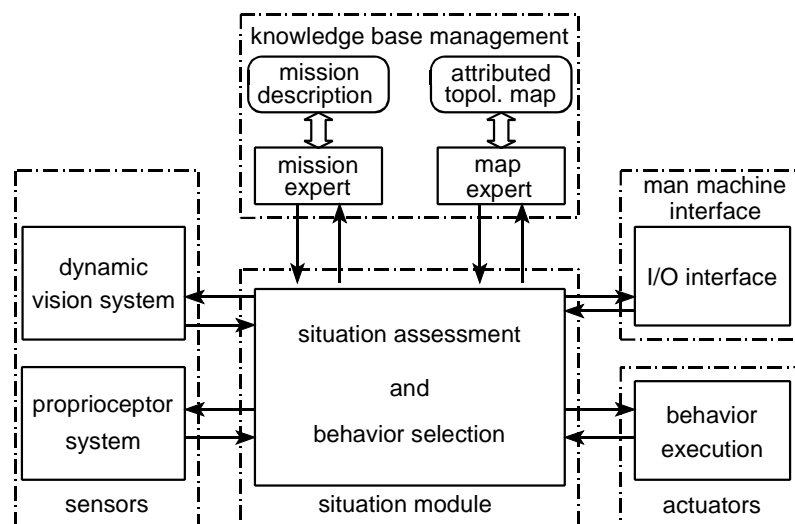 knowledge base management
mission
description
attributed
topol. map
mission
expert
map
expert
man machine
interface
dynamic
vision system
I/O interface
situation assessment
and
behavior selection
proprioceptor
system
behavior
execution
sensors
situation module
actuators